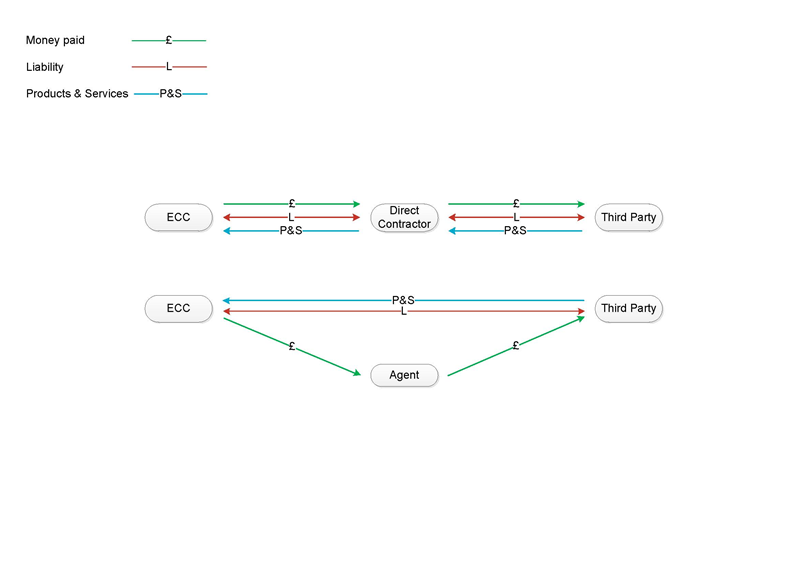 Money paid £
Liability L
Products & Services P&S
£ £
ECC L Direct L Third Party
Contractor
P&S P&S
P&S
ECC L Third Party
£ £
Agent